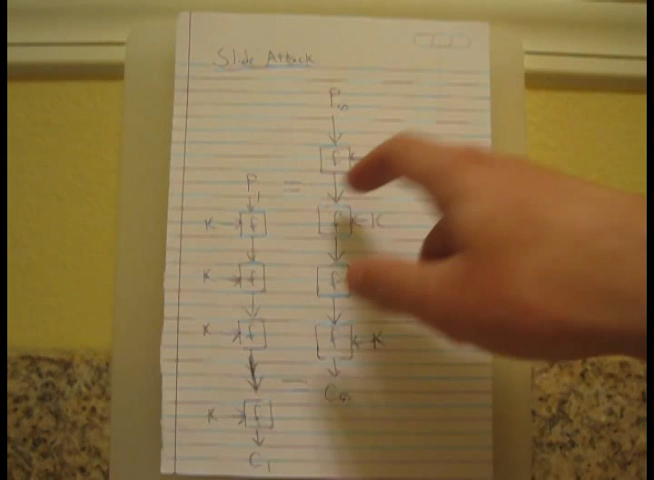 Slide Attack
P₀
f
P₁ =
K f f K
K f f
K f f K
C₀
K f
C₁